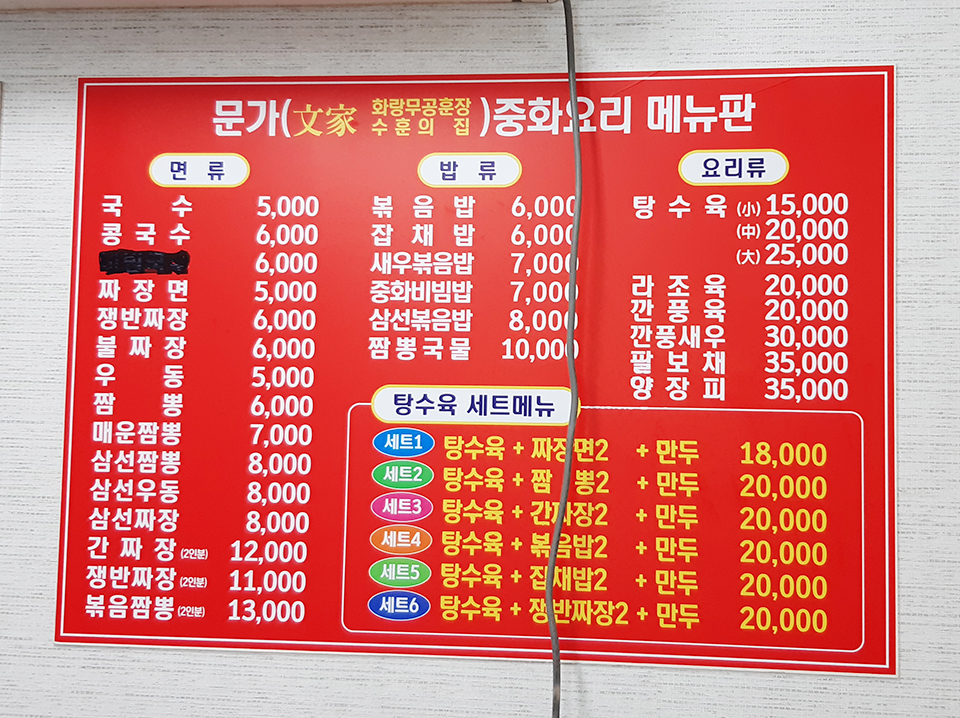 문가(文家 화랑무공훈장 수훈의 집)중화요리 메뉴판
면 류
국 수 5,000
콩국수 6,000
6,000
짜장면 5,000
쟁반짜장 6,000
불짜장 6,000
우 동 5,000
짬 뽕 6,000
매운짬뽕 7,000
삼선짬뽕 8,000
삼선우동 8,000
삼선짜장 8,000
간짜장(2인분) 12,000
쟁반짜장(2인분) 11,000
볶음짬뽕(2인분) 13,000
밥 류
볶음밥 6,000
잡채밥 6,000
새우볶음밥 7,000
중화비빔밥 7,000
삼선볶음밥 8,000
짬뽕국물 10,000
요리류
탕수육 (小) 15,000
(中) 20,000
(大) 25,000
라조육 20,000
깐풍육 20,000
깐풍새우 30,000
팔보채 35,000
양장피 35,000
탕수육 세트메뉴
세트1 탕수육 + 짜장면2 + 만두 18,000
세트2 탕수육 + 짬 뽕2 + 만두 20,000
세트3 탕수육 + 간짜장2 + 만두 20,000
세트4 탕수육 + 볶음밥2 + 만두 20,000
세트5 탕수육 + 잡채밥2 + 만두 20,000
세트6 탕수육 + 쟁반짜장2 + 만두 20,000